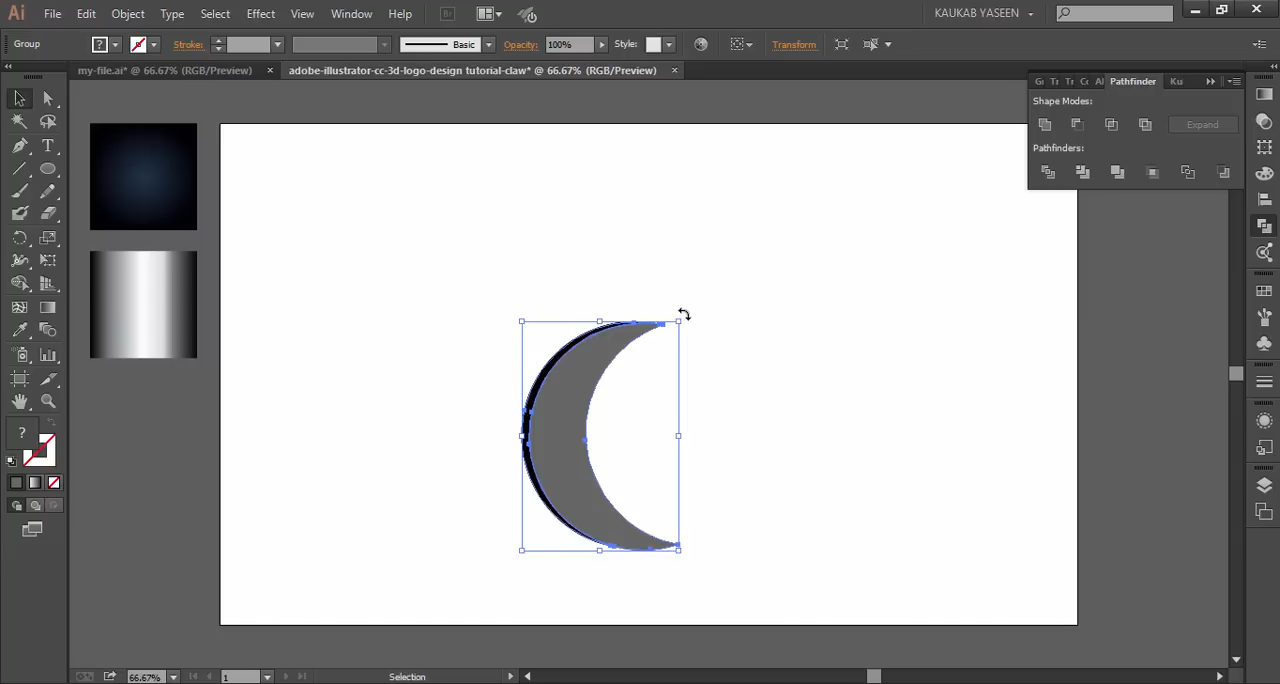 Ai File Edit Object Type Select Effect View Window Help Br KAUKAB YASEEN
Group ? Stroke: Basic Opacity: 100% Style: Transform
my-file.ai* @ 66.67% (RGB/Preview) × adobe-illustrator-cc-3d-logo-design tutorial-claw* @ 66.67% (RGB/Preview) ×
Pathfinder Ku
Shape Modes:
Expand
Pathfinders:
?
66.67% 1 Selection